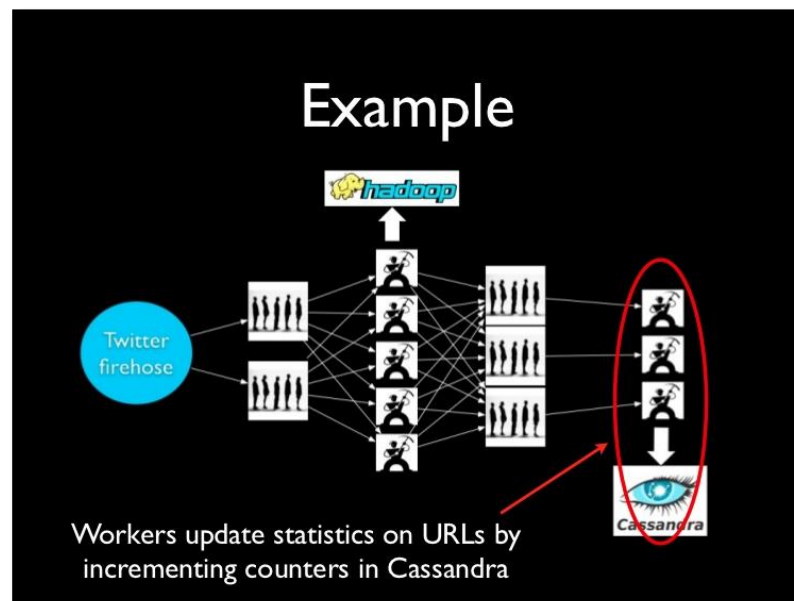 Example
hadoop
Twitter
firehose
Cassandra
Workers update statistics on URLs by
incrementing counters in Cassandra